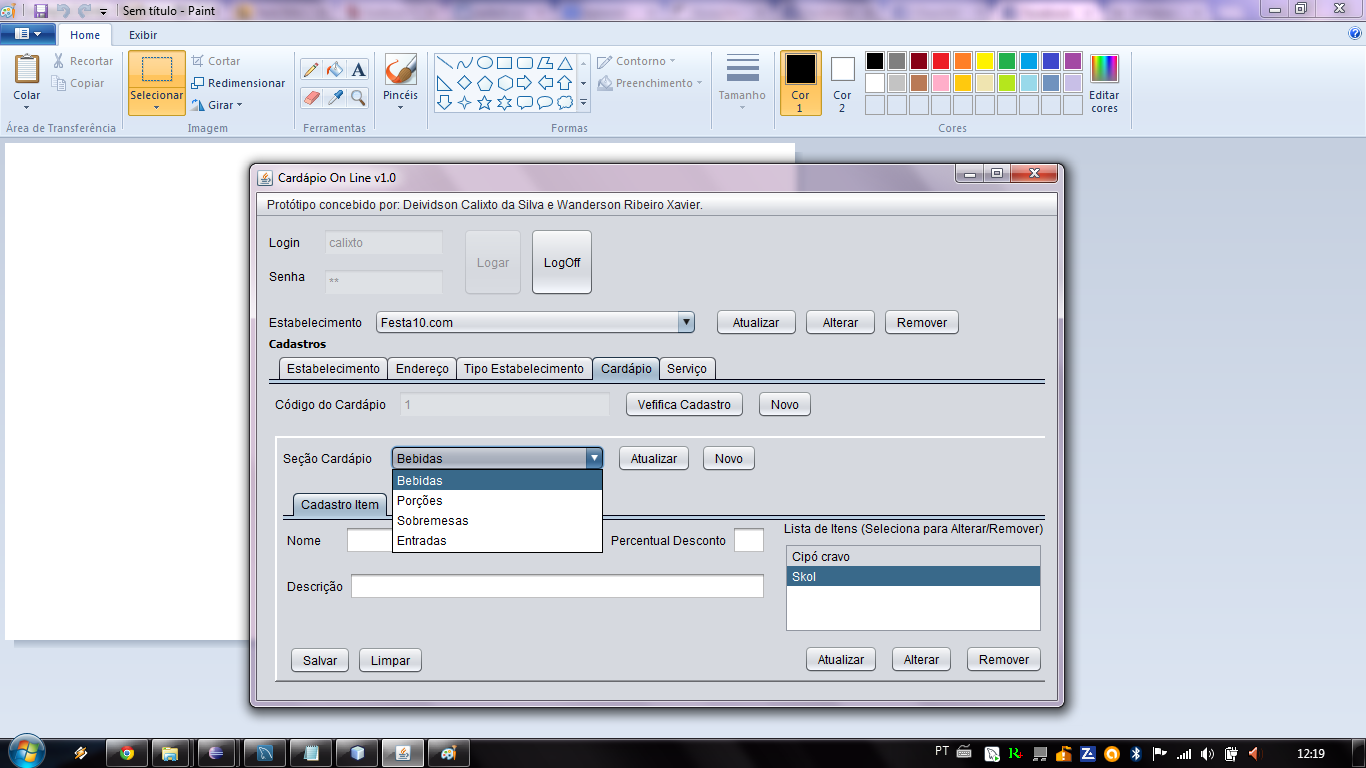 Sem título - Paint
Home Exibir
Colar Recortar Copiar
Selecionar Cortar Redimensionar Girar
A
Pincéis
Contorno Preenchimento
Tamanho
Cor 1 Cor 2 Editar cores
Área de Transferência Imagem Ferramentas Formas Cores
Cardápio On Line v1.0
Protótipo concebido por: Deividson Calixto da Silva e Wanderson Ribeiro Xavier.
Login calixto Logar LogOff
Senha **
Estabelecimento Festa10.com Atualizar Alterar Remover
Cadastros
Estabelecimento Endereço Tipo Estabelecimento Cardápio Serviço
Código do Cardápio 1 Vefifica Cadastro Novo
Seção Cardápio Bebidas Atualizar Novo
Bebidas
Porções
Sobremesas
Entradas
Cadastro Item
Nome Percentual Desconto
Descrição
Lista de Itens (Seleciona para Alterar/Remover)
Cipó cravo
Skol
Salvar Limpar Atualizar Alterar Remover
PT 12:19